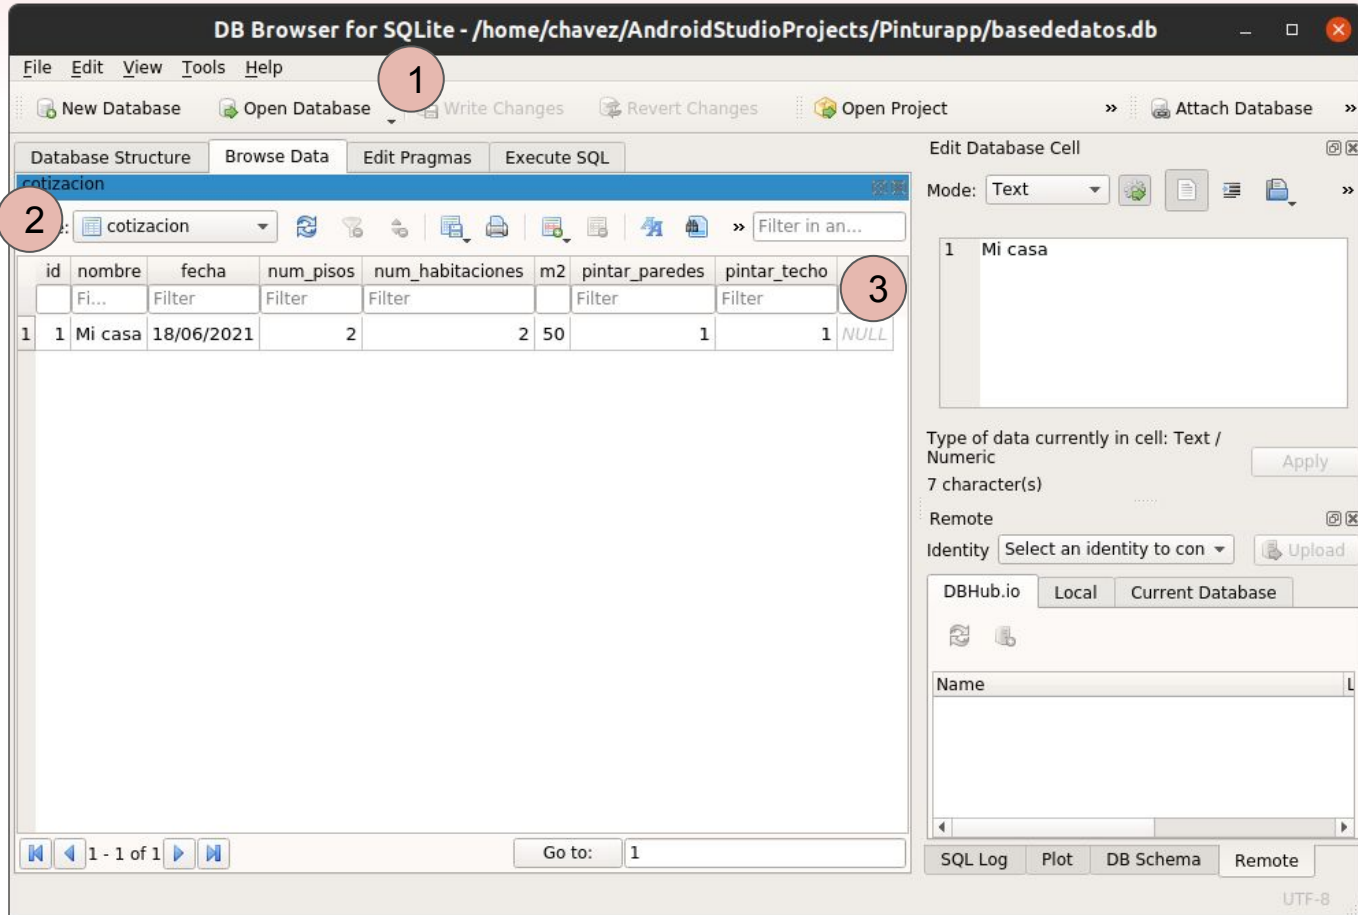 DB Browser for SQLite - /home/chavez/AndroidStudioProjects/Pinturapp/basededatos.db
File Edit View Tools Help
1
New Database Open Database Write Changes Revert Changes Open Project » Attach Database »
Database Structure Browse Data Edit Pragmas Execute SQL
cotizacion
2 e: cotizacion » Filter in an...
id nombre fecha num_pisos num_habitaciones m2 pintar_paredes pintar_techo
Fi... Filter Filter Filter Filter Filter
3
1 1 Mi casa 18/06/2021 2 2 50 1 1 NULL
1 - 1 of 1 Go to: 1
Edit Database Cell
Mode: Text »
1 Mi casa
Type of data currently in cell: Text /
Numeric
Apply
7 character(s)
Remote
Identity Select an identity to con Upload
DBHub.io Local Current Database
Name L
SQL Log Plot DB Schema Remote
UTF-8